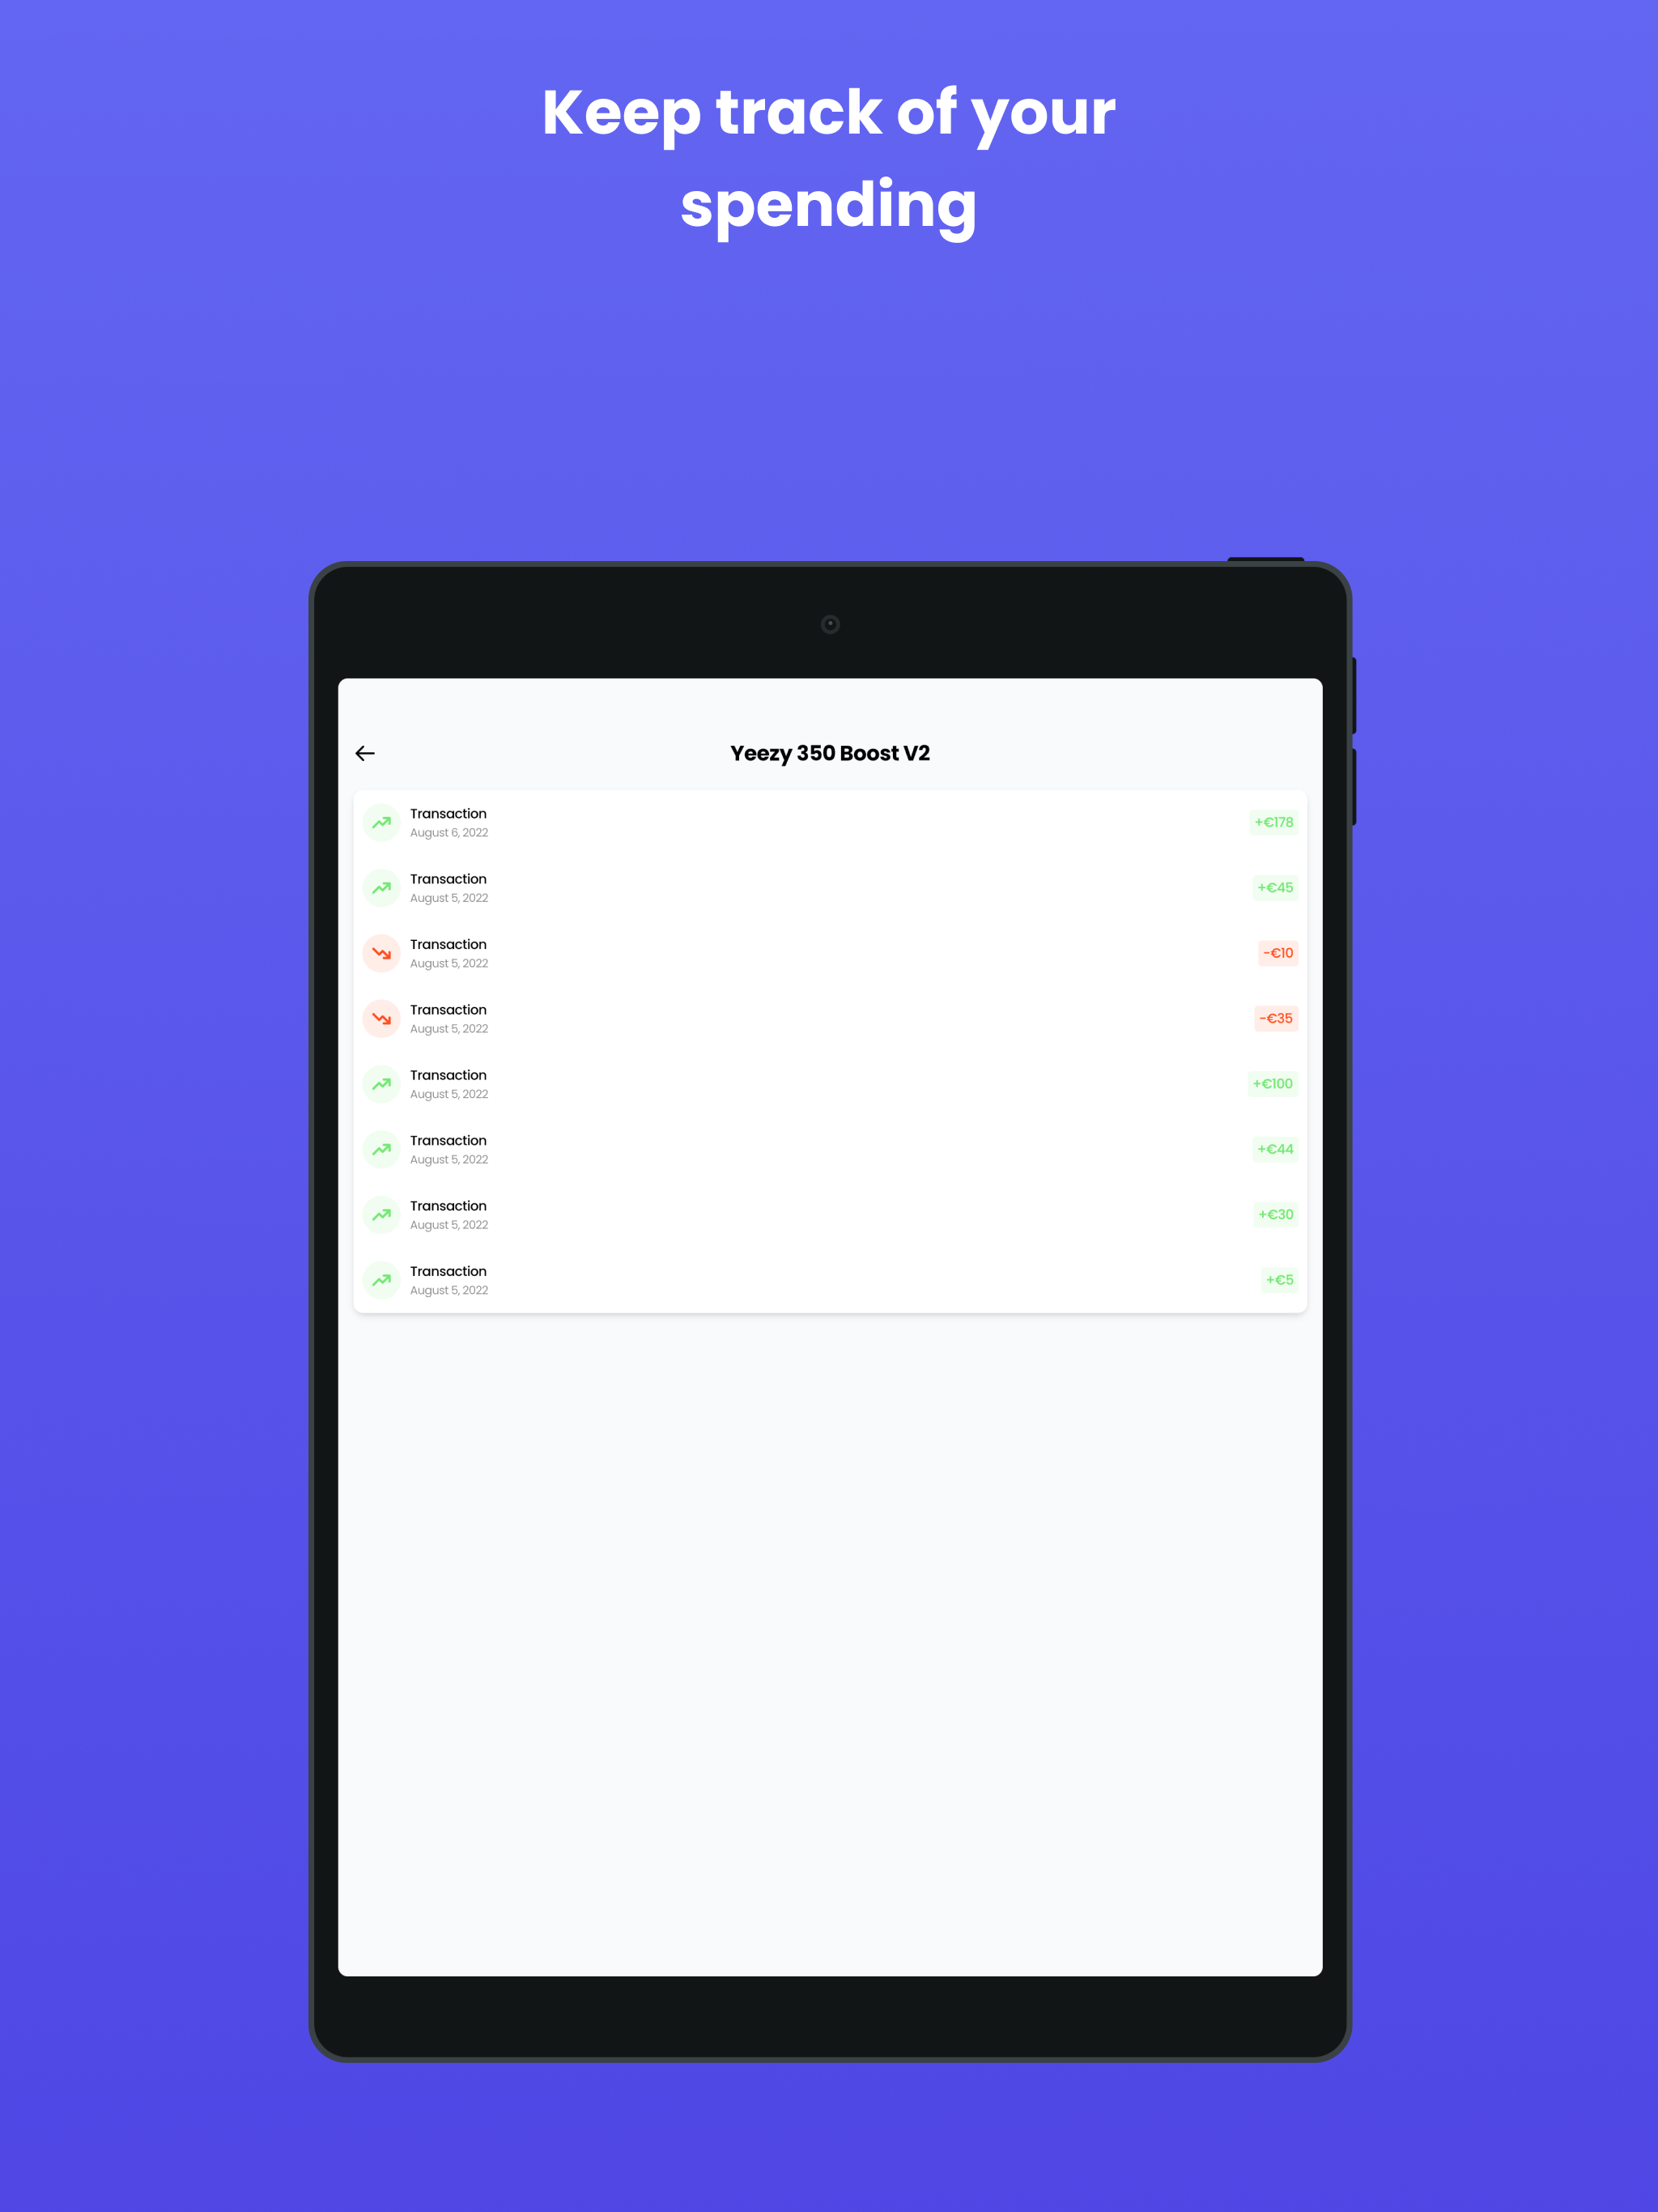 Keep track of your
spending
Yeezy 350 Boost V2
Transaction
August 6, 2022
+€178
Transaction
August 5, 2022
+€45
Transaction
August 5, 2022
-€10
Transaction
August 5, 2022
-€35
Transaction
August 5, 2022
+€100
Transaction
August 5, 2022
+€44
Transaction
August 5, 2022
+€30
Transaction
August 5, 2022
+€5